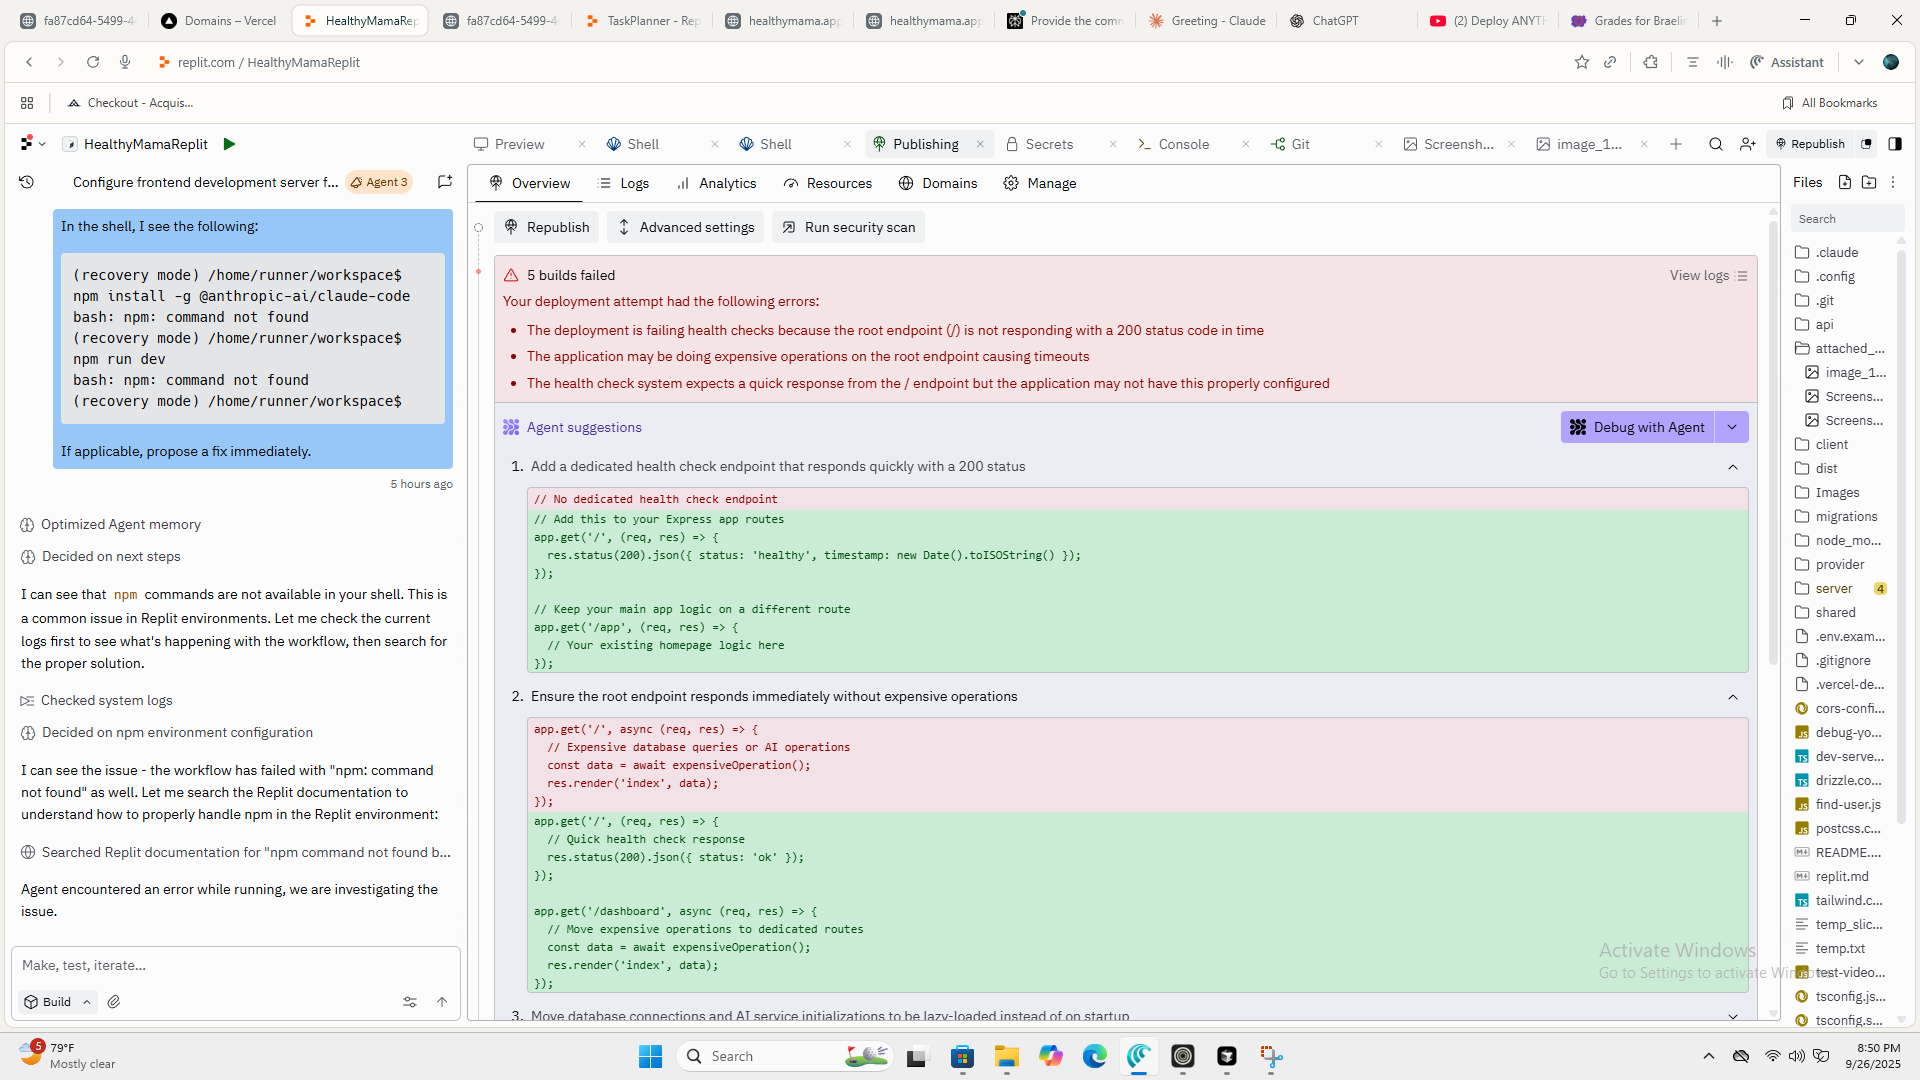 fa87cd64-5499-4
Domains – Vercel
HealthyMamaRep
fa87cd64-5499-4
TaskPlanner - Rep
healthymama.app
healthymama.app
Provide the comm
Greeting - Claude
ChatGPT
(2) Deploy ANYTH
Grades for Braelin
replit.com / HealthyMamaReplit
Assistant
Checkout - Acquis...
All Bookmarks
HealthyMamaReplit
Preview
Shell
Shell
Publishing
Secrets
Console
Git
Screensh...
image_1...
Republish
Configure frontend development server f...
Agent 3
Overview
Logs
Analytics
Resources
Domains
Manage
Files
Search
In the shell, I see the following:
(recovery mode) /home/runner/workspace$
npm install -g @anthropic-ai/claude-code
bash: npm: command not found
(recovery mode) /home/runner/workspace$
npm run dev
bash: npm: command not found
(recovery mode) /home/runner/workspace$
If applicable, propose a fix immediately.
5 hours ago
Optimized Agent memory
Decided on next steps
I can see that npm commands are not available in your shell. This is
a common issue in Replit environments. Let me check the current
logs first to see what's happening with the workflow, then search for
the proper solution.
Checked system logs
Decided on npm environment configuration
I can see the issue - the workflow has failed with "npm: command
not found" as well. Let me search the Replit documentation to
understand how to properly handle npm in the Replit environment:
Searched Replit documentation for "npm command not found b...
Agent encountered an error while running, we are investigating the
issue.
Make, test, iterate...
Build
Republish
Advanced settings
Run security scan
5 builds failed
View logs
Your deployment attempt had the following errors:
• The deployment is failing health checks because the root endpoint (/) is not responding with a 200 status code in time
• The application may be doing expensive operations on the root endpoint causing timeouts
• The health check system expects a quick response from the / endpoint but the application may not have this properly configured
Agent suggestions
Debug with Agent
1. Add a dedicated health check endpoint that responds quickly with a 200 status
// No dedicated health check endpoint
// Add this to your Express app routes
app.get('/', (req, res) => {
res.status(200).json({ status: 'healthy', timestamp: new Date().toISOString() });
});
// Keep your main app logic on a different route
app.get('/app', (req, res) => {
// Your existing homepage logic here
});
2. Ensure the root endpoint responds immediately without expensive operations
app.get('/', async (req, res) => {
// Expensive database queries or AI operations
const data = await expensiveOperation();
res.render('index', data);
});
app.get('/', (req, res) => {
// Quick health check response
res.status(200).json({ status: 'ok' });
});
app.get('/dashboard', async (req, res) => {
// Move expensive operations to dedicated routes
const data = await expensiveOperation();
res.render('index', data);
});
3. Move database connections and AI service initializations to be lazy-loaded instead of on startup
.claude
.config
.git
api
attached_...
image_1...
Screens...
Screens...
client
dist
Images
migrations
node_mo...
provider
server 4
shared
.env.exam...
.gitignore
.vercel-de...
cors-confi...
debug-yo...
dev-serve...
drizzle.co...
find-user.js
postcss.c...
README....
replit.md
tailwind.c...
temp_slic...
temp.txt
test-video...
tsconfig.js...
tsconfig.s...
Activate Windows
Go to Settings to activate Windows.
5
79°F
Mostly clear
Search
8:50 PM
9/26/2025